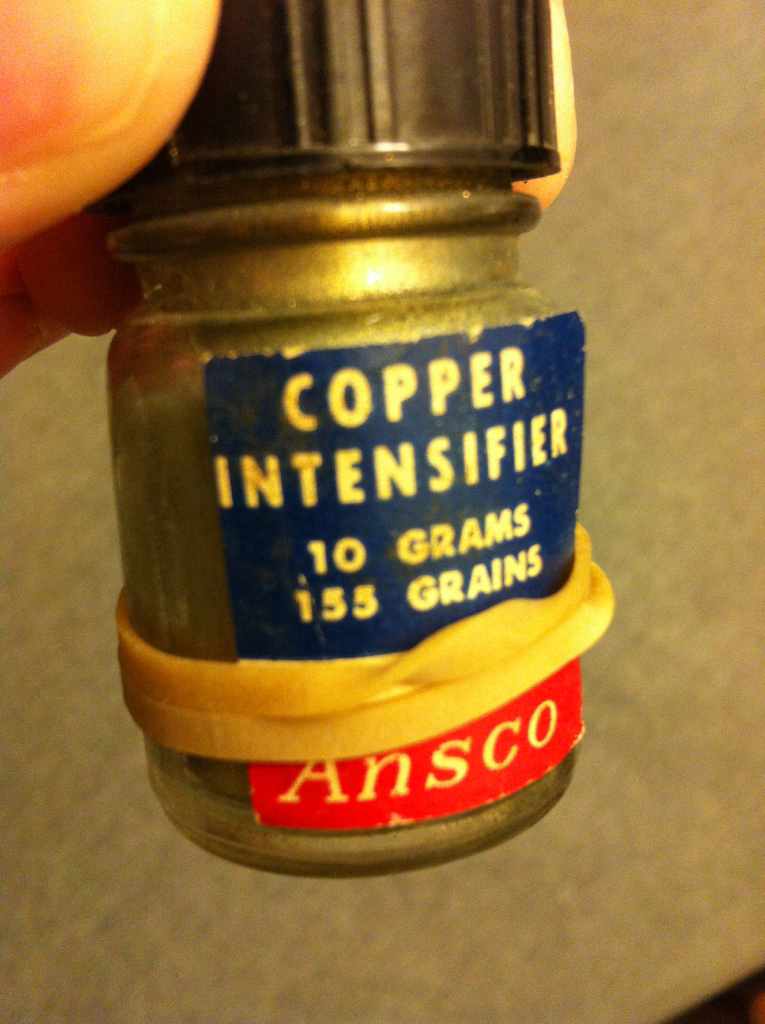 COPPER
INTENSIFIER
10 GRAMS
155 GRAINS
Ansco